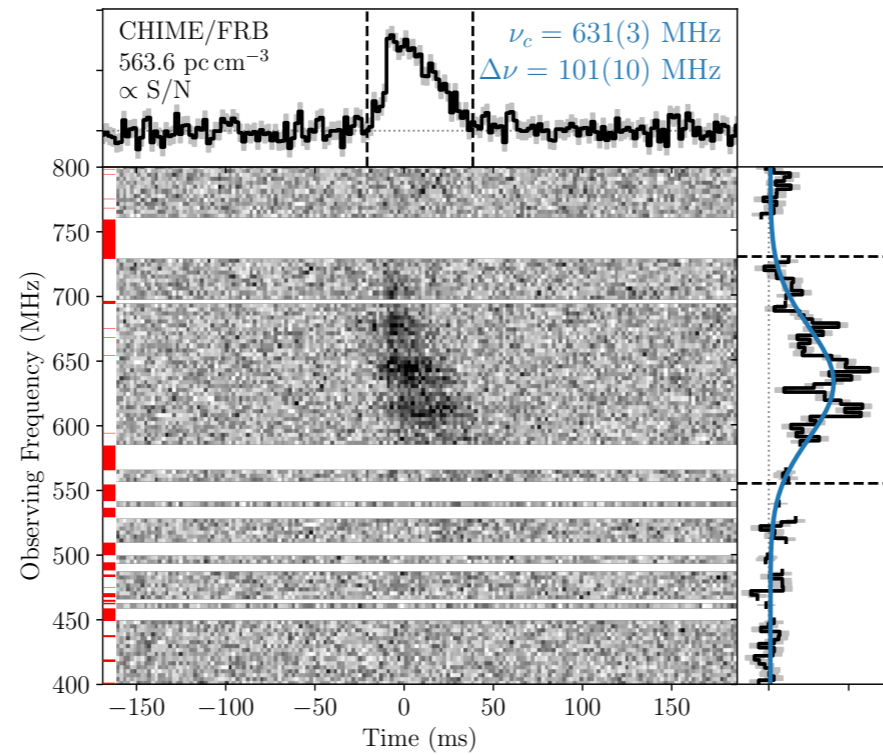 CHIME/FRB
563.6 pc cm⁻³
∝ S/N
ν_c = 631(3) MHz
Δν = 101(10) MHz
800
750
700
650
600
550
500
450
400
Observing Frequency (MHz)
−150
−100
−50
0
50
100
150
Time (ms)